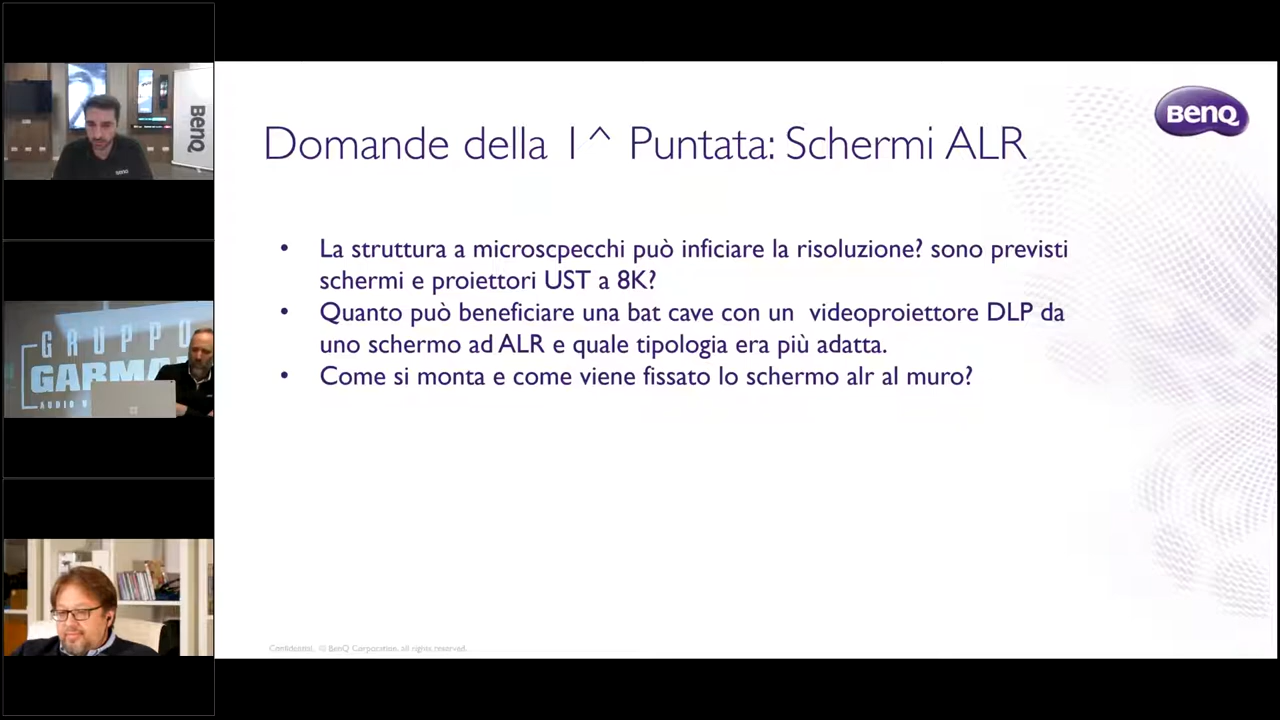 BenQ
GRUPPO
GARMAN
AUDIO
Domande della 1^ Puntata: Schermi ALR
BenQ
• La struttura a microscpecchi può inficiare la risoluzione? sono previsti
schermi e proiettori UST a 8K?
• Quanto può beneficiare una bat cave con un videoproiettore DLP da
uno schermo ad ALR e quale tipologia era più adatta.
• Come si monta e come viene fissato lo schermo alr al muro?
Confidential. © BenQ Corporation, all rights reserved.